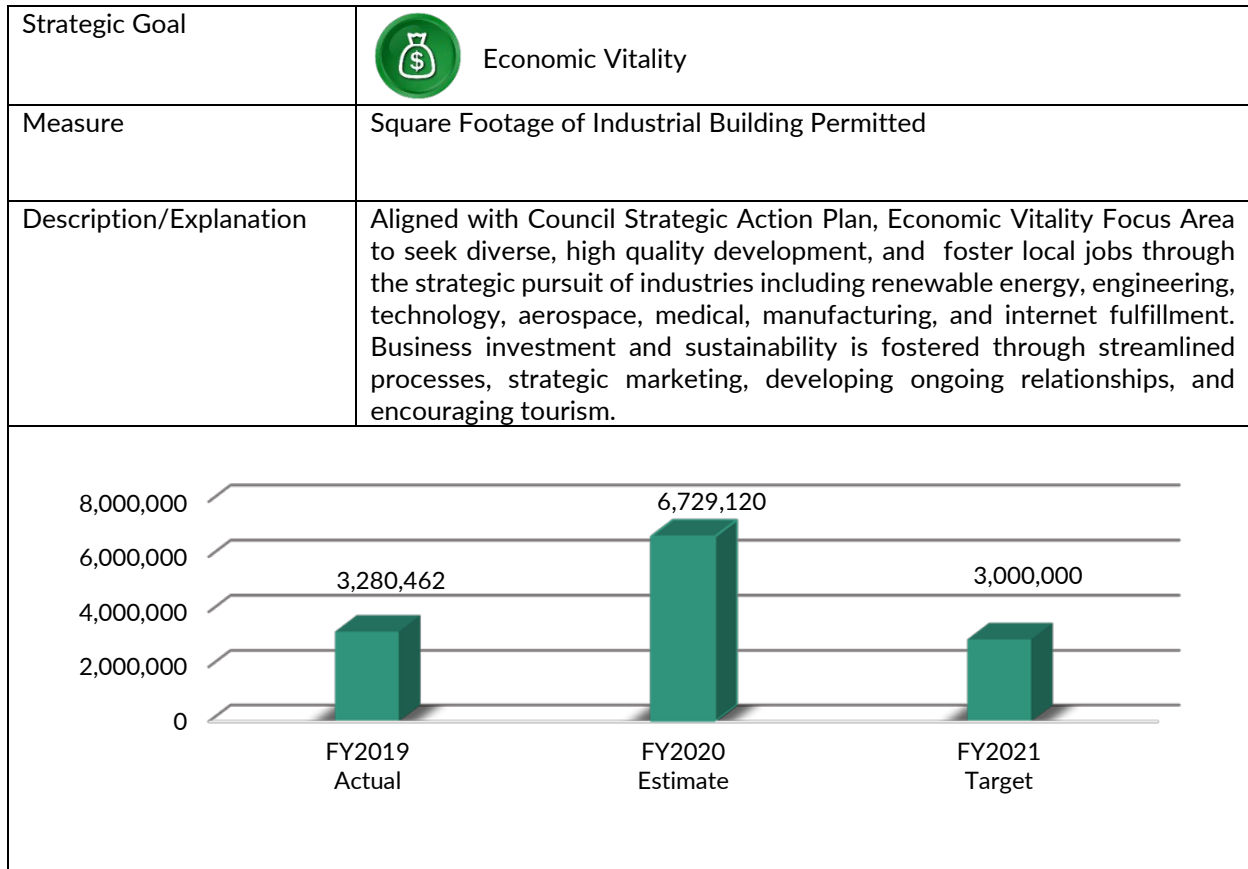 Strategic Goal
$
Economic Vitality
Measure
Square Footage of Industrial Building Permitted
Description/Explanation
Aligned with Council Strategic Action Plan, Economic Vitality Focus Area
to seek diverse, high quality development, and foster local jobs through
the strategic pursuit of industries including renewable energy, engineering,
technology, aerospace, medical, manufacturing, and internet fulfillment.
Business investment and sustainability is fostered through streamlined
processes, strategic marketing, developing ongoing relationships, and
encouraging tourism.
8,000,000
6,000,000
4,000,000
2,000,000
0
3,280,462
6,729,120
3,000,000
FY2019
Actual
FY2020
Estimate
FY2021
Target